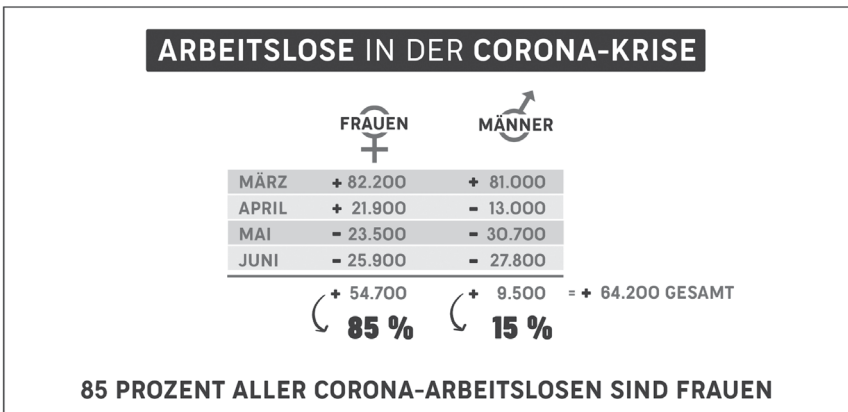 ARBEITSLOSE IN DER CORONA-KRISE
FRAUEN MÄNNER
MÄRZ + 82.200 + 81.000
APRIL + 21.900 - 13.000
MAI - 23.500 - 30.700
JUNI - 25.900 - 27.800
+ 54.700 + 9.500 = + 64.200 GESAMT
85 % 15 %
85 PROZENT ALLER CORONA-ARBEITSLOSEN SIND FRAUEN